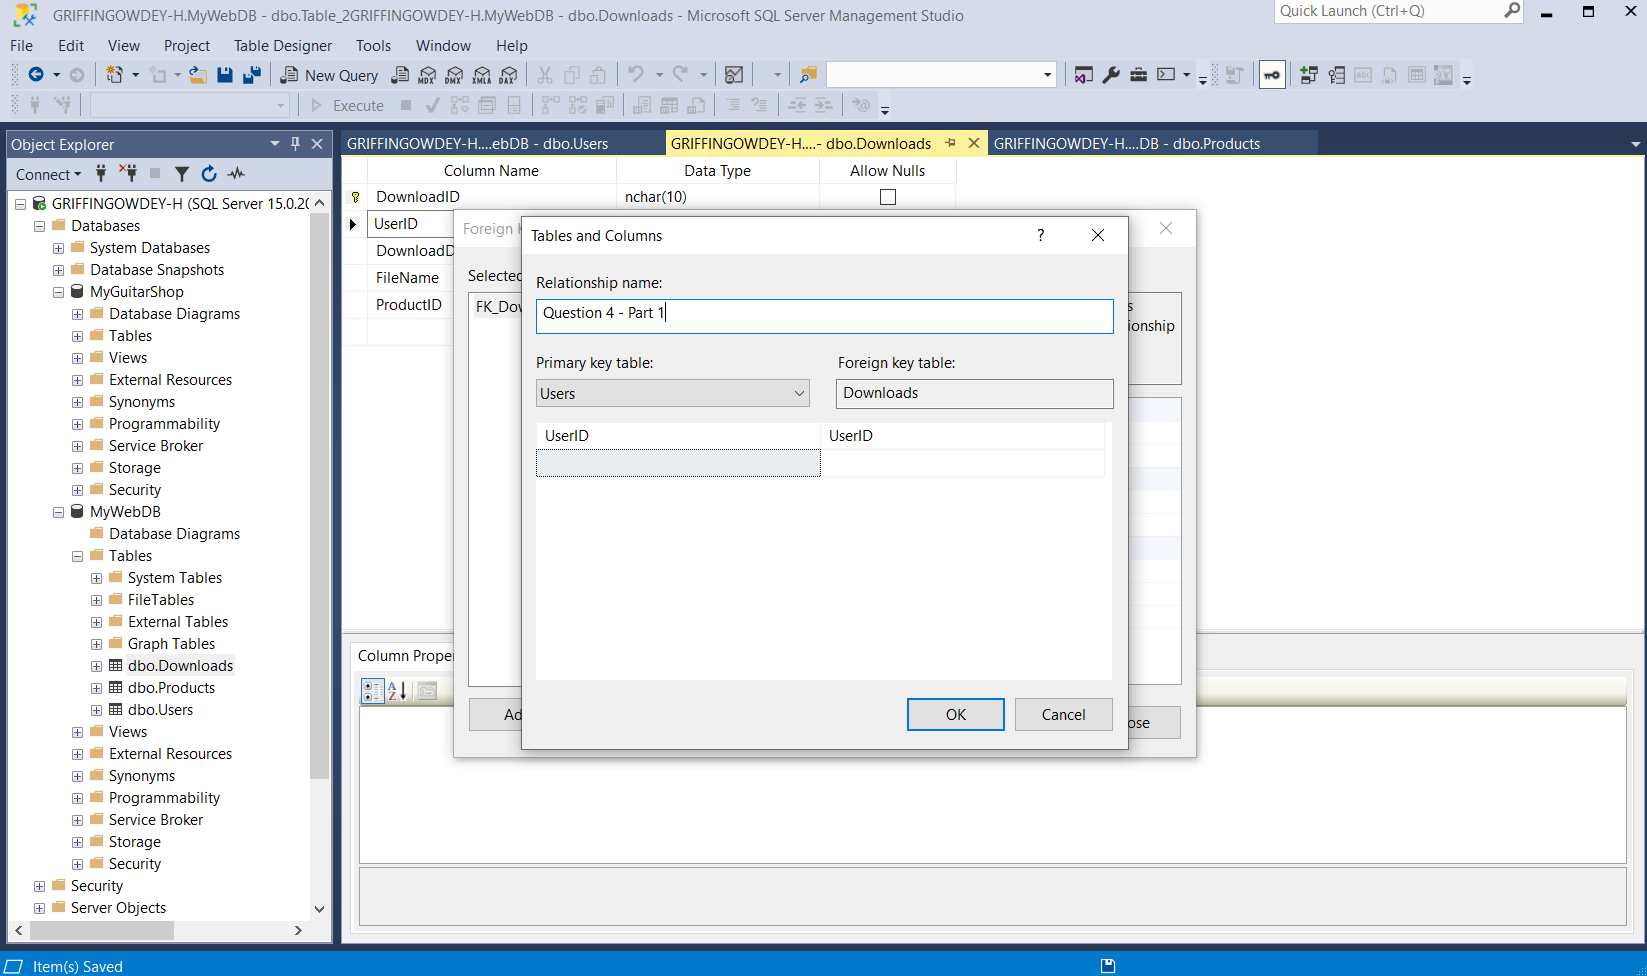 GRIFFINGOWDEY-H.MyWebDB - dbo.Table_2GRIFFINGOWDEY-H.MyWebDB - dbo.Downloads - Microsoft SQL Server Management Studio
Quick Launch (Ctrl+Q)
File Edit View Project Table Designer Tools Window Help
New Query MDX DMX XMLA DAX
Execute
Object Explorer
Connect
GRIFFINGOWDEY-H (SQL Server 15.0.20
Databases
System Databases
Database Snapshots
MyGuitarShop
Database Diagrams
Tables
Views
External Resources
Synonyms
Programmability
Service Broker
Storage
Security
MyWebDB
Database Diagrams
Tables
System Tables
FileTables
External Tables
Graph Tables
dbo.Downloads
dbo.Products
dbo.Users
Views
External Resources
Synonyms
Programmability
Service Broker
Storage
Security
Security
Server Objects
GRIFFINGOWDEY-H....ebDB - dbo.Users
GRIFFINGOWDEY-H....- dbo.Downloads
GRIFFINGOWDEY-H....DB - dbo.Products
Column Name Data Type Allow Nulls
DownloadID nchar(10)
UserID
DownloadD
FileName
ProductID
Foreign K
Selected
FK_Dow
s
ionship
Ad
ose
Tables and Columns
?
Relationship name:
Question 4 - Part 1
Primary key table: Foreign key table:
Users Downloads
UserID UserID
OK Cancel
Column Proper
Item(s) Saved